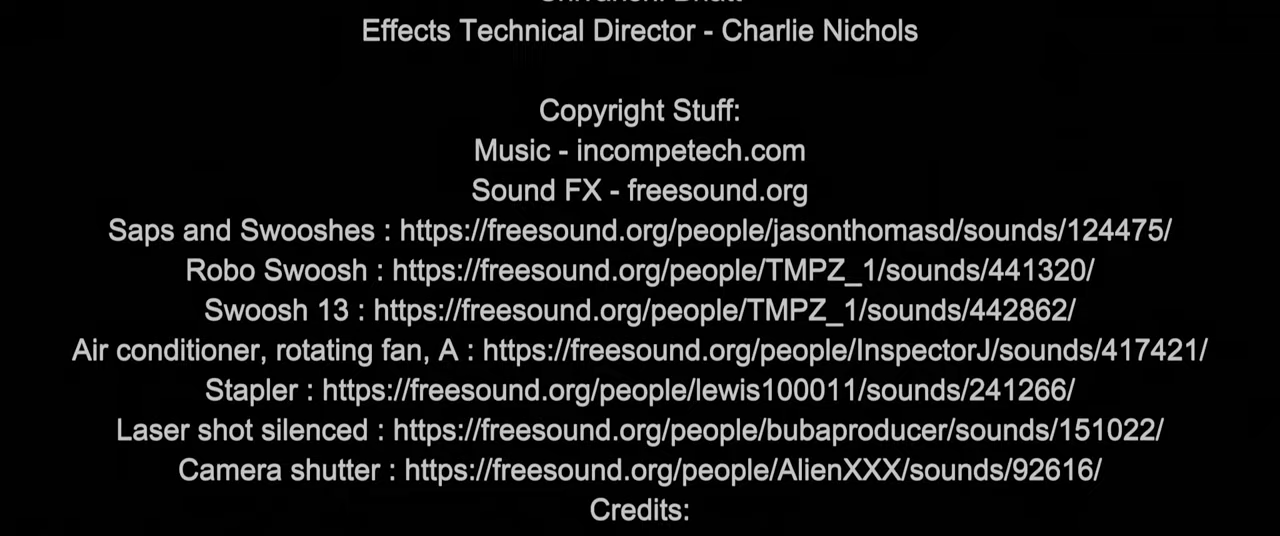 Effects Technical Director - Charlie Nichols
Copyright Stuff:
Music - incompetech.com
Sound FX - freesound.org
Saps and Swooshes : https://freesound.org/people/jasonthomasd/sounds/124475/
Robo Swoosh : https://freesound.org/people/TMPZ_1/sounds/441320/
Swoosh 13 : https://freesound.org/people/TMPZ_1/sounds/442862/
Air conditioner, rotating fan, A : https://freesound.org/people/InspectorJ/sounds/417421/
Stapler : https://freesound.org/people/lewis100011/sounds/241266/
Laser shot silenced : https://freesound.org/people/bubaproducer/sounds/151022/
Camera shutter : https://freesound.org/people/AlienXXX/sounds/92616/
Credits: